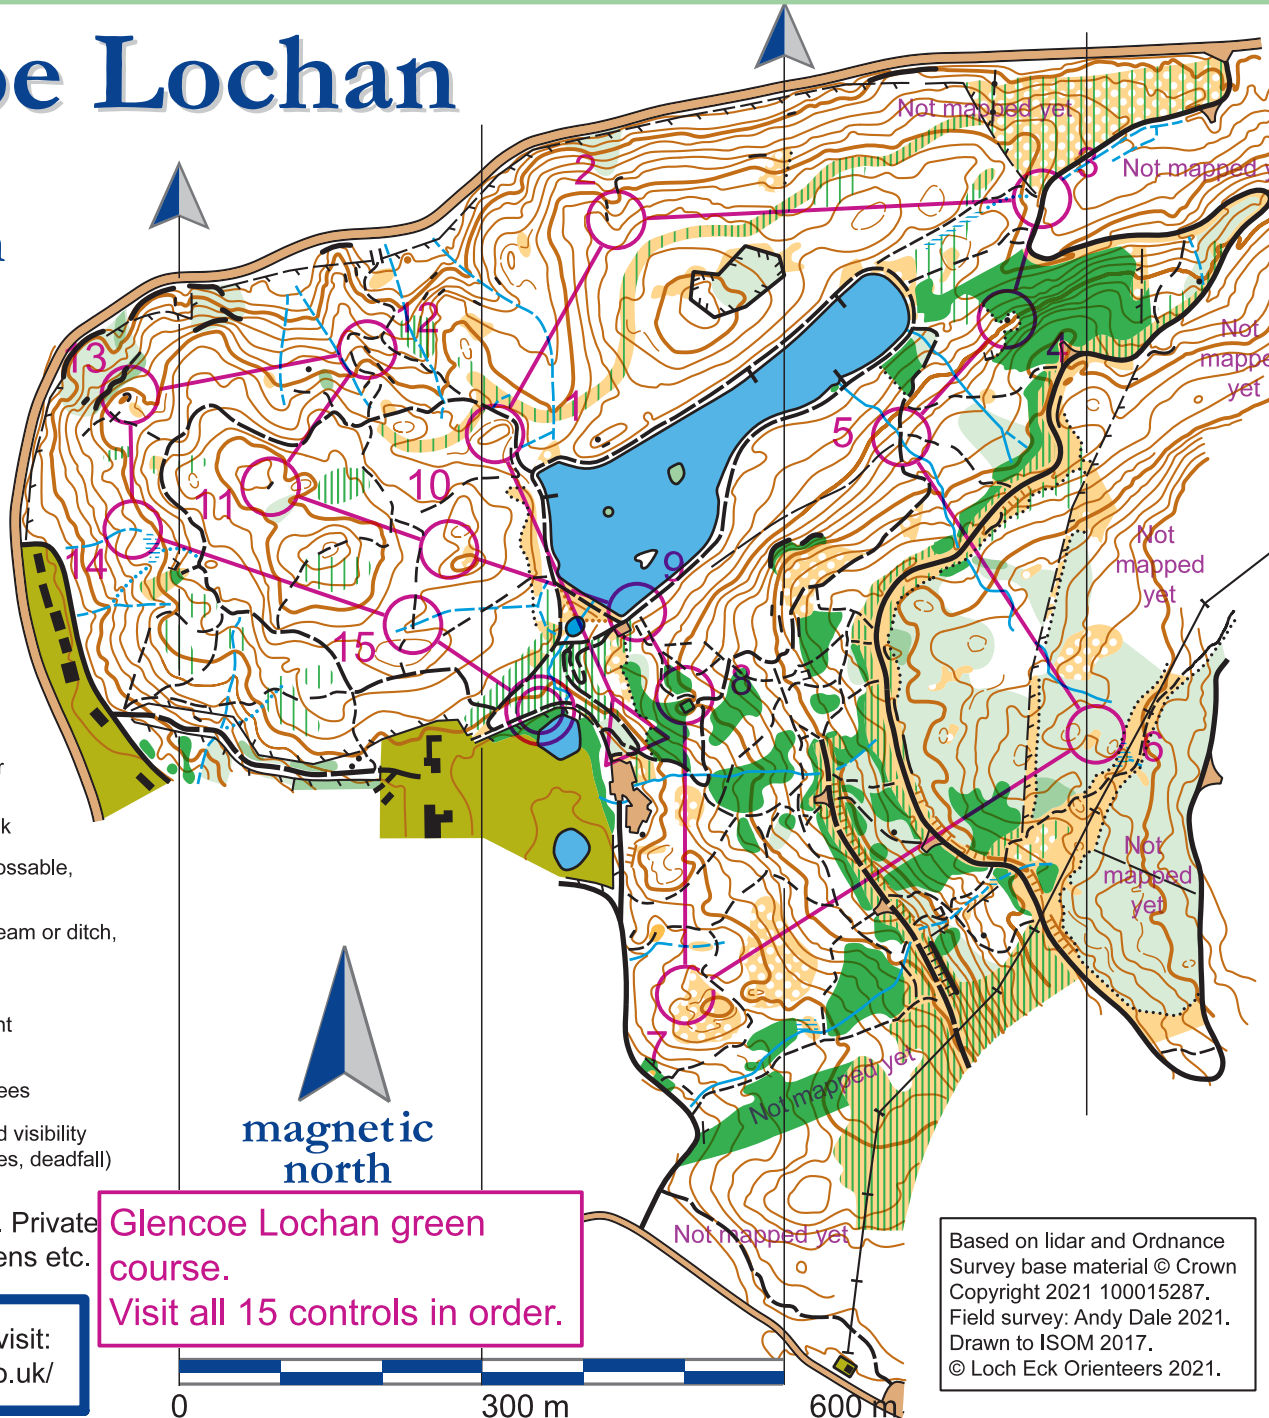 Lochan
2
3
Not mapped yet
Not mapped
12
13
1
4
Not
mapped
yet
5
10
11
Not
mapped
yet
14
9
15
8
6
Not
mapped
yet
7
Not mapped yet
ossable,
eam or ditch,
ees
d visibility
es, deadfall)
magnetic
north
. Private
ens etc.
Glencoe Lochan green
course.
Visit all 15 controls in order.
Not mapped yet
visit:
o.uk/
Based on lidar and Ordnance
Survey base material © Crown
Copyright 2021 100015287.
Field survey: Andy Dale 2021.
Drawn to ISOM 2017.
© Loch Eck Orienteers 2021.
0
300 m
600 m